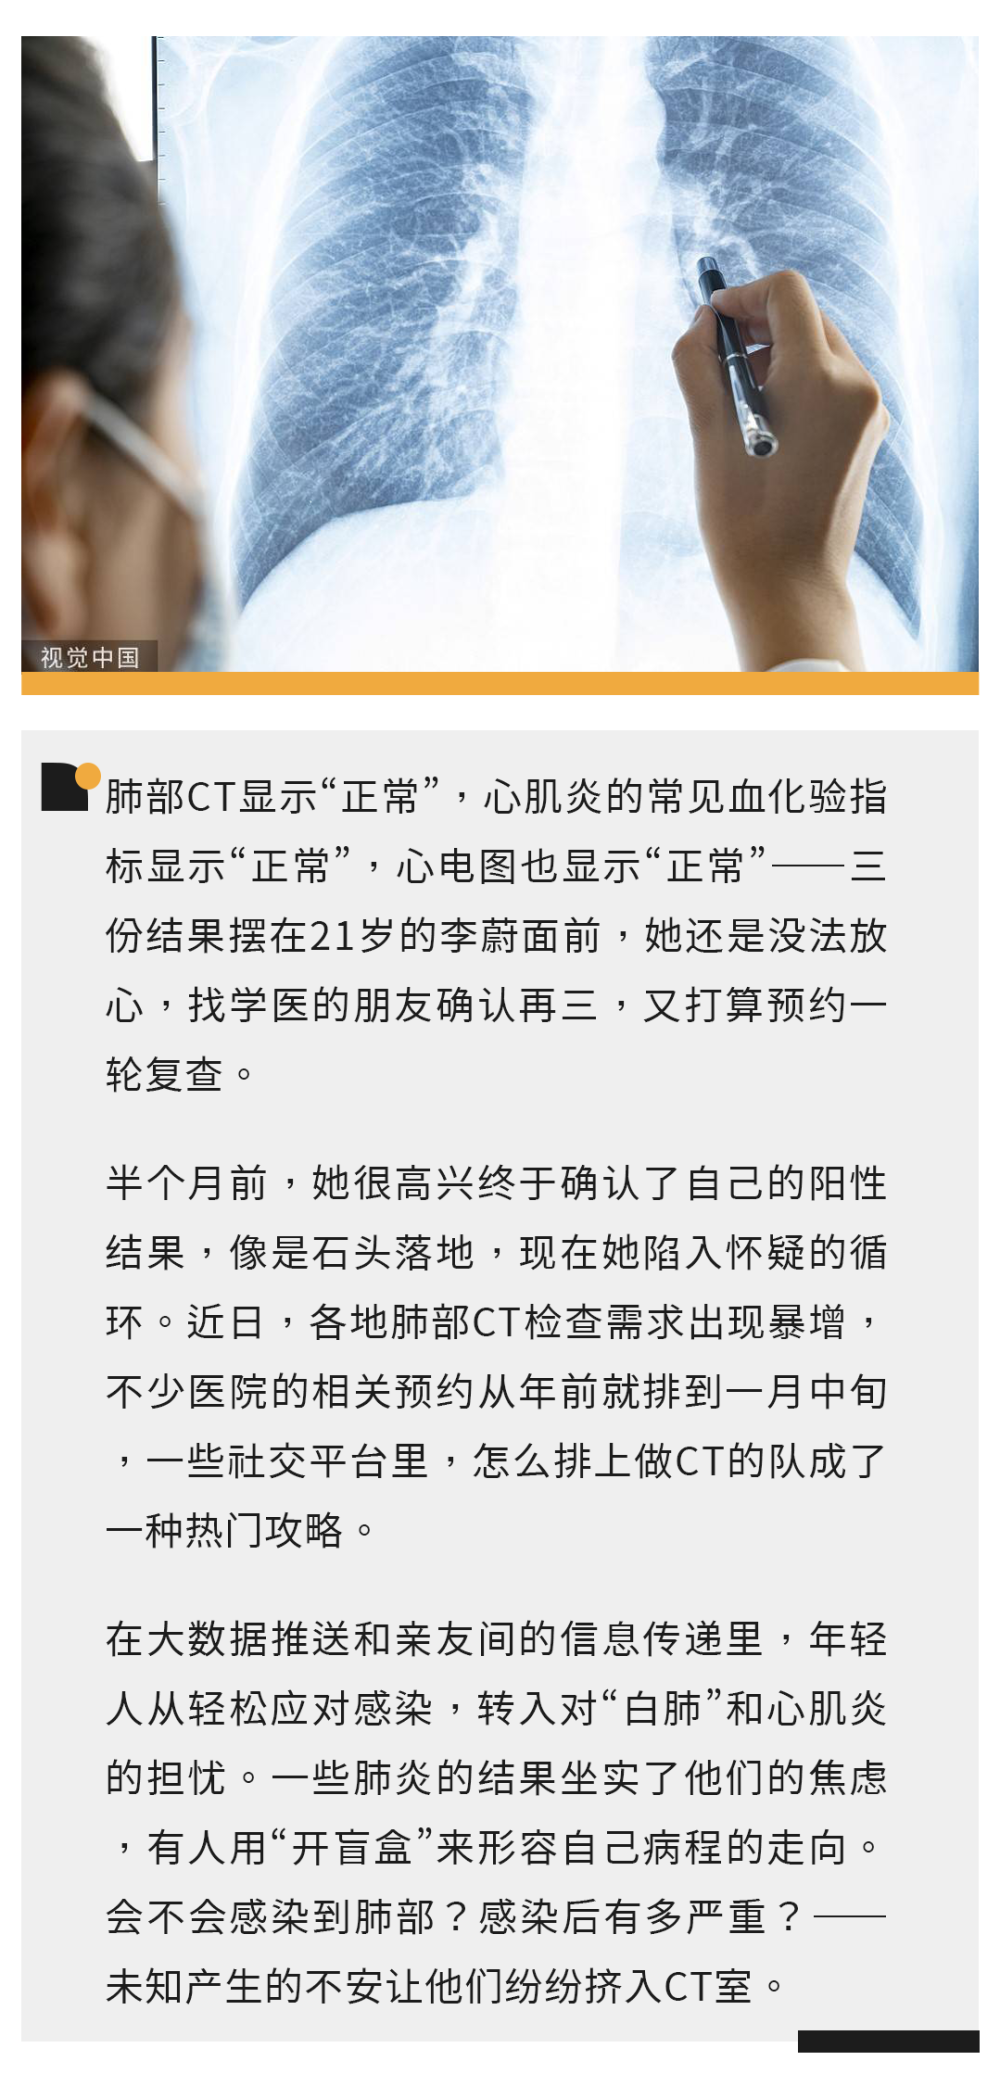 视觉中国
肺部CT显示“正常”，心肌炎的常见血化验指
标显示“正常”，心电图也显示“正常”——三
份结果摆在21岁的李蔚面前，她还是没法放
心，找学医的朋友确认再三，又打算预约一
轮复查。
半个月前，她很高兴终于确认了自己的阳性
结果，像是石头落地，现在她陷入怀疑的循
环。近日，各地肺部CT检查需求出现暴增，
不少医院的相关预约从年前就排到一月中旬
，一些社交平台里，怎么排上做CT的队成了
一种热门攻略。
在大数据推送和亲友间的信息传递里，年轻
人从轻松应对感染，转入对“白肺”和心肌炎
的担忧。一些肺炎的结果坐实了他们的焦虑
，有人用“开盲盒”来形容自己病程的走向。
会不会感染到肺部？感染后有多严重？——
未知产生的不安让他们纷纷挤入CT室。